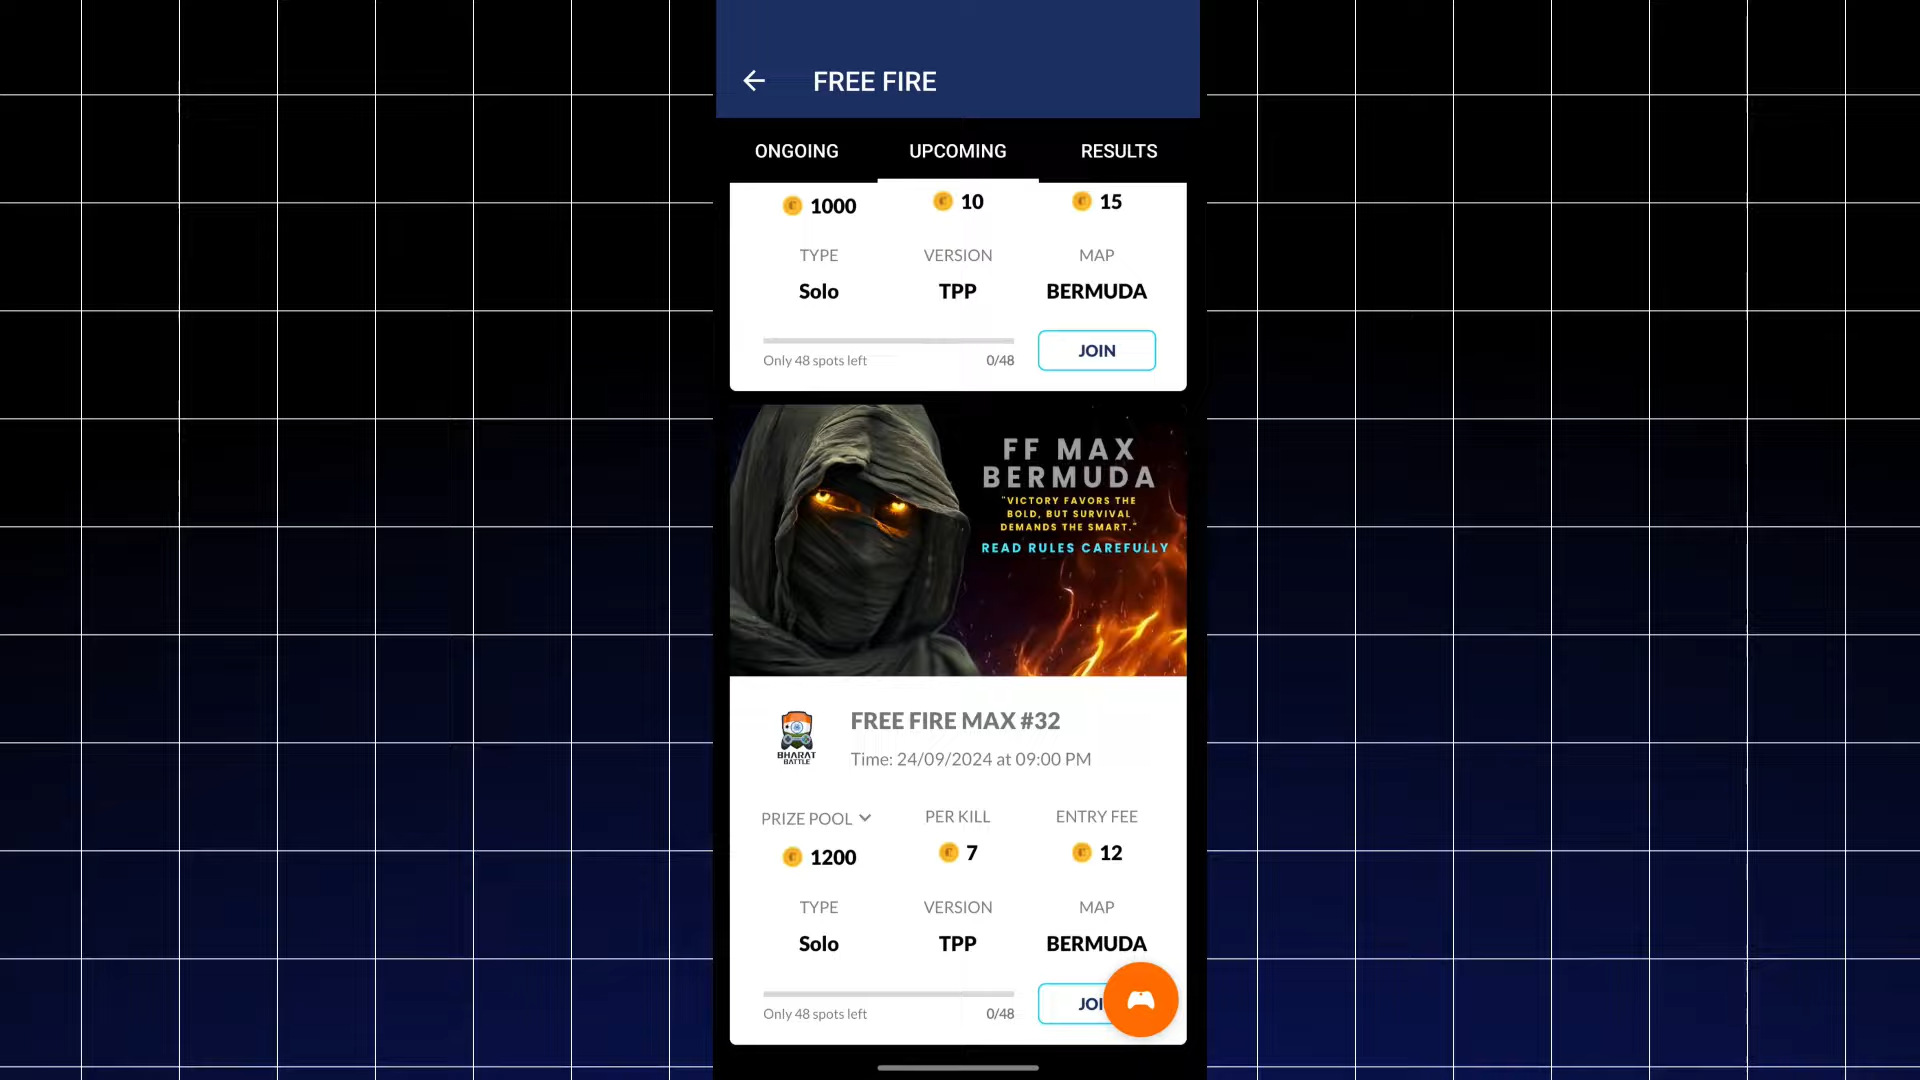 FREE FIRE
ONGOING UPCOMING RESULTS
1000 10 15
TYPE VERSION MAP
Solo TPP BERMUDA
Only 48 spots left 0/48 JOIN
FF MAX
BERMUDA
"VICTORY FAVORS THE
BOLD, BUT SURVIVAL
DEMANDS THE SMART."
READ RULES CAREFULLY
BHARAT
BATTLE
FREE FIRE MAX #32
Time: 24/09/2024 at 09:00 PM
PRIZE POOL PER KILL ENTRY FEE
1200 7 12
TYPE VERSION MAP
Solo TPP BERMUDA
Only 48 spots left 0/48 JOI